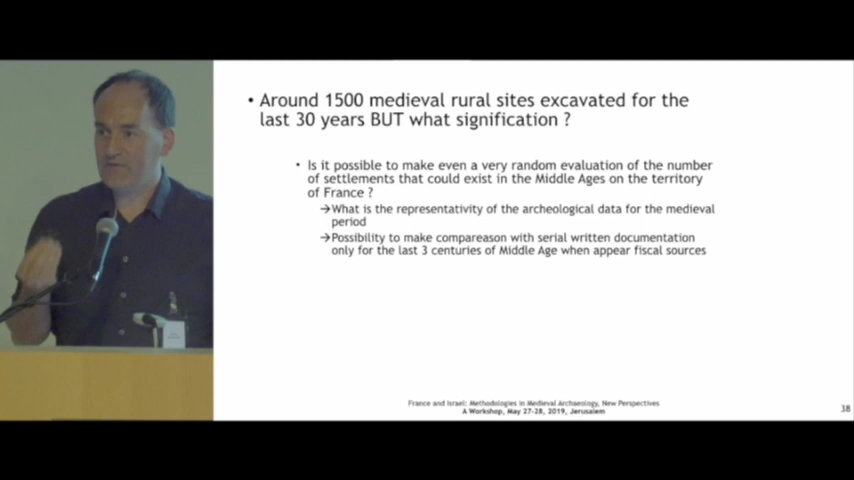 • Around 1500 medieval rural sites excavated for the
last 30 years BUT what signification ?
• Is it possible to make even a very random evaluation of the number
of settlements that could exist in the Middle Ages on the territory
of France ?
→What is the representativity of the archeological data for the medieval
period
→Possibility to make compareason with serial written documentation
only for the last 3 centuries of Middle Age when appear fiscal sources
France and Israel: Methodologies in Medieval Archaeology, New Perspectives
A Workshop, May 27-28, 2019, Jerusalem
38